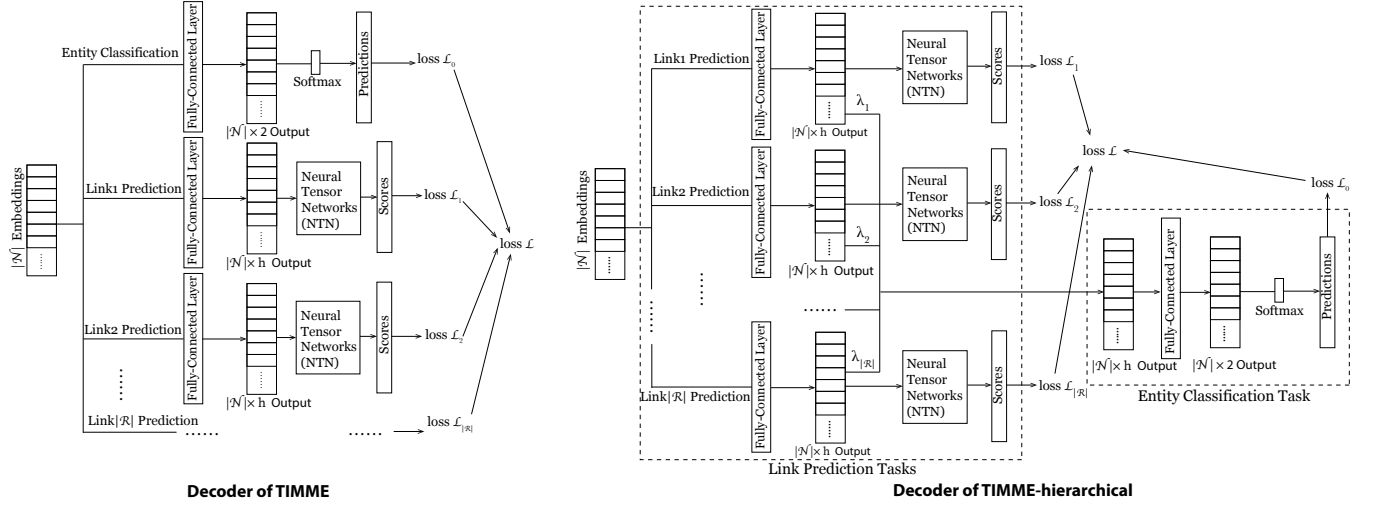 |𝒩| Embeddings
Entity Classification
Fully-Connected Layer
......
|𝒩| × 2 Output
Softmax
Predictions
loss ℒ₀
Link1 Prediction
Fully-Connected Layer
......
|𝒩| × h Output
Neural
Tensor
Networks
(NTN)
Scores
loss ℒ₁
Link2 Prediction
Fully-Connected Layer
......
|𝒩| × h Output
Neural
Tensor
Networks
(NTN)
Scores
loss ℒ₂
......
Link|ℛ| Prediction
......
......
loss ℒ|ℛ|
loss ℒ
Decoder of TIMME
|𝒩| Embeddings
......
Link1 Prediction
Fully-Connected Layer
......
|𝒩|× h Output
λ₁
Neural
Tensor
Networks
(NTN)
Scores
loss ℒ₁
Link2 Prediction
Fully-Connected Layer
......
|𝒩|× h Output
λ₂
Neural
Tensor
Networks
(NTN)
Scores
loss ℒ₂
......
......
......
Link|ℛ| Prediction
Fully-Connected Layer
......
|𝒩|× h Output
λ|ℛ|
Neural
Tensor
Networks
(NTN)
Scores
loss ℒ|ℛ|
Link Prediction Tasks
loss ℒ
loss ℒ₀
......
|𝒩|× h Output
Fully-Connected Layer
......
|𝒩| × 2 Output
Softmax
Predictions
Entity Classification Task
Decoder of TIMME-hierarchical